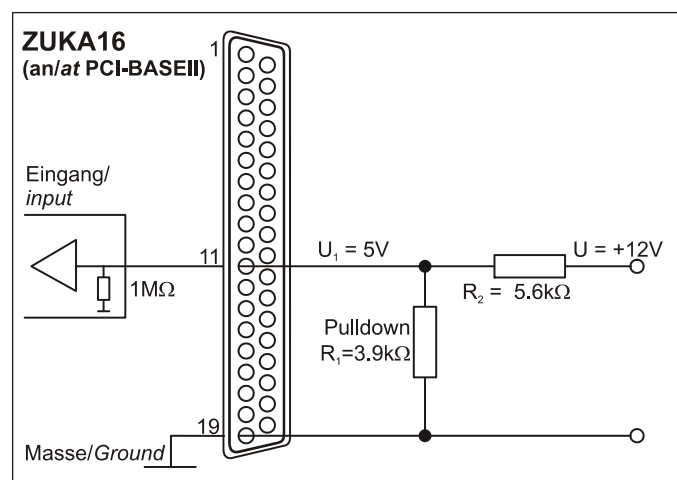 ZUKA16
(an/at PCI-BASEII)
1
Eingang/
input
11
U₁ = 5V
U = +12V
1MΩ
R₂ = 5.6kΩ
Pulldown
R₁=3.9kΩ
19
Masse/Ground